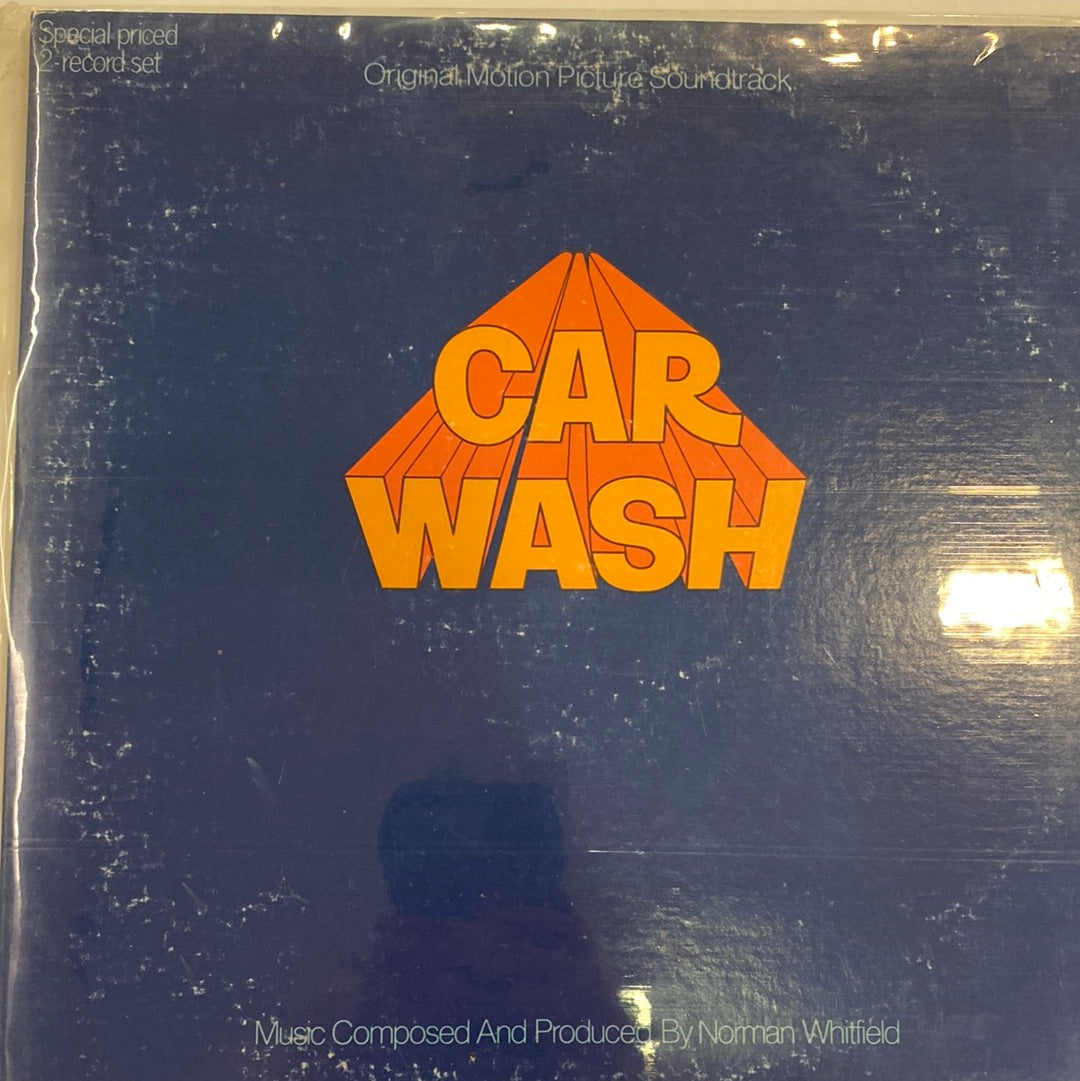 Special priced
2-record set
Original Motion Picture Soundtrack
CAR
WASH
Music Composed And Produced By Norman Whitfield